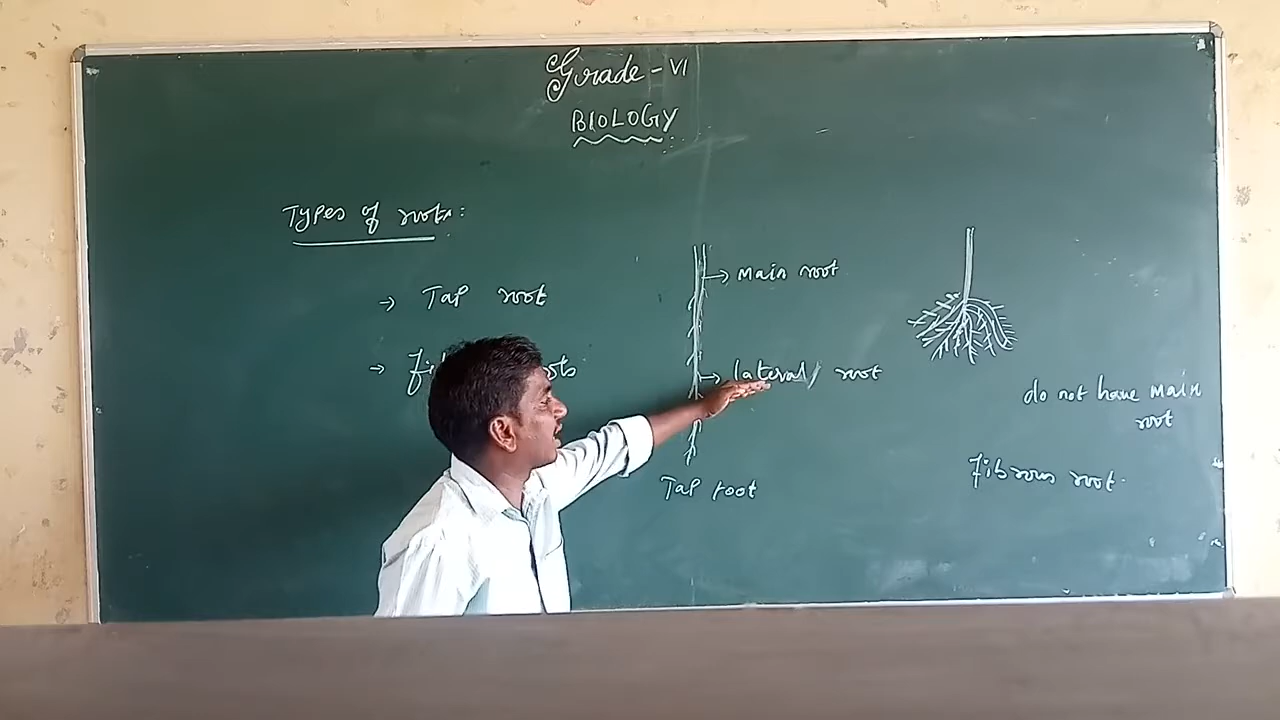 Grade - VI
BIOLOGY
Types of roots:
→ Tap root
→ Main root
→ lateral root
do not have main
root
Tap root
Fibrous root.